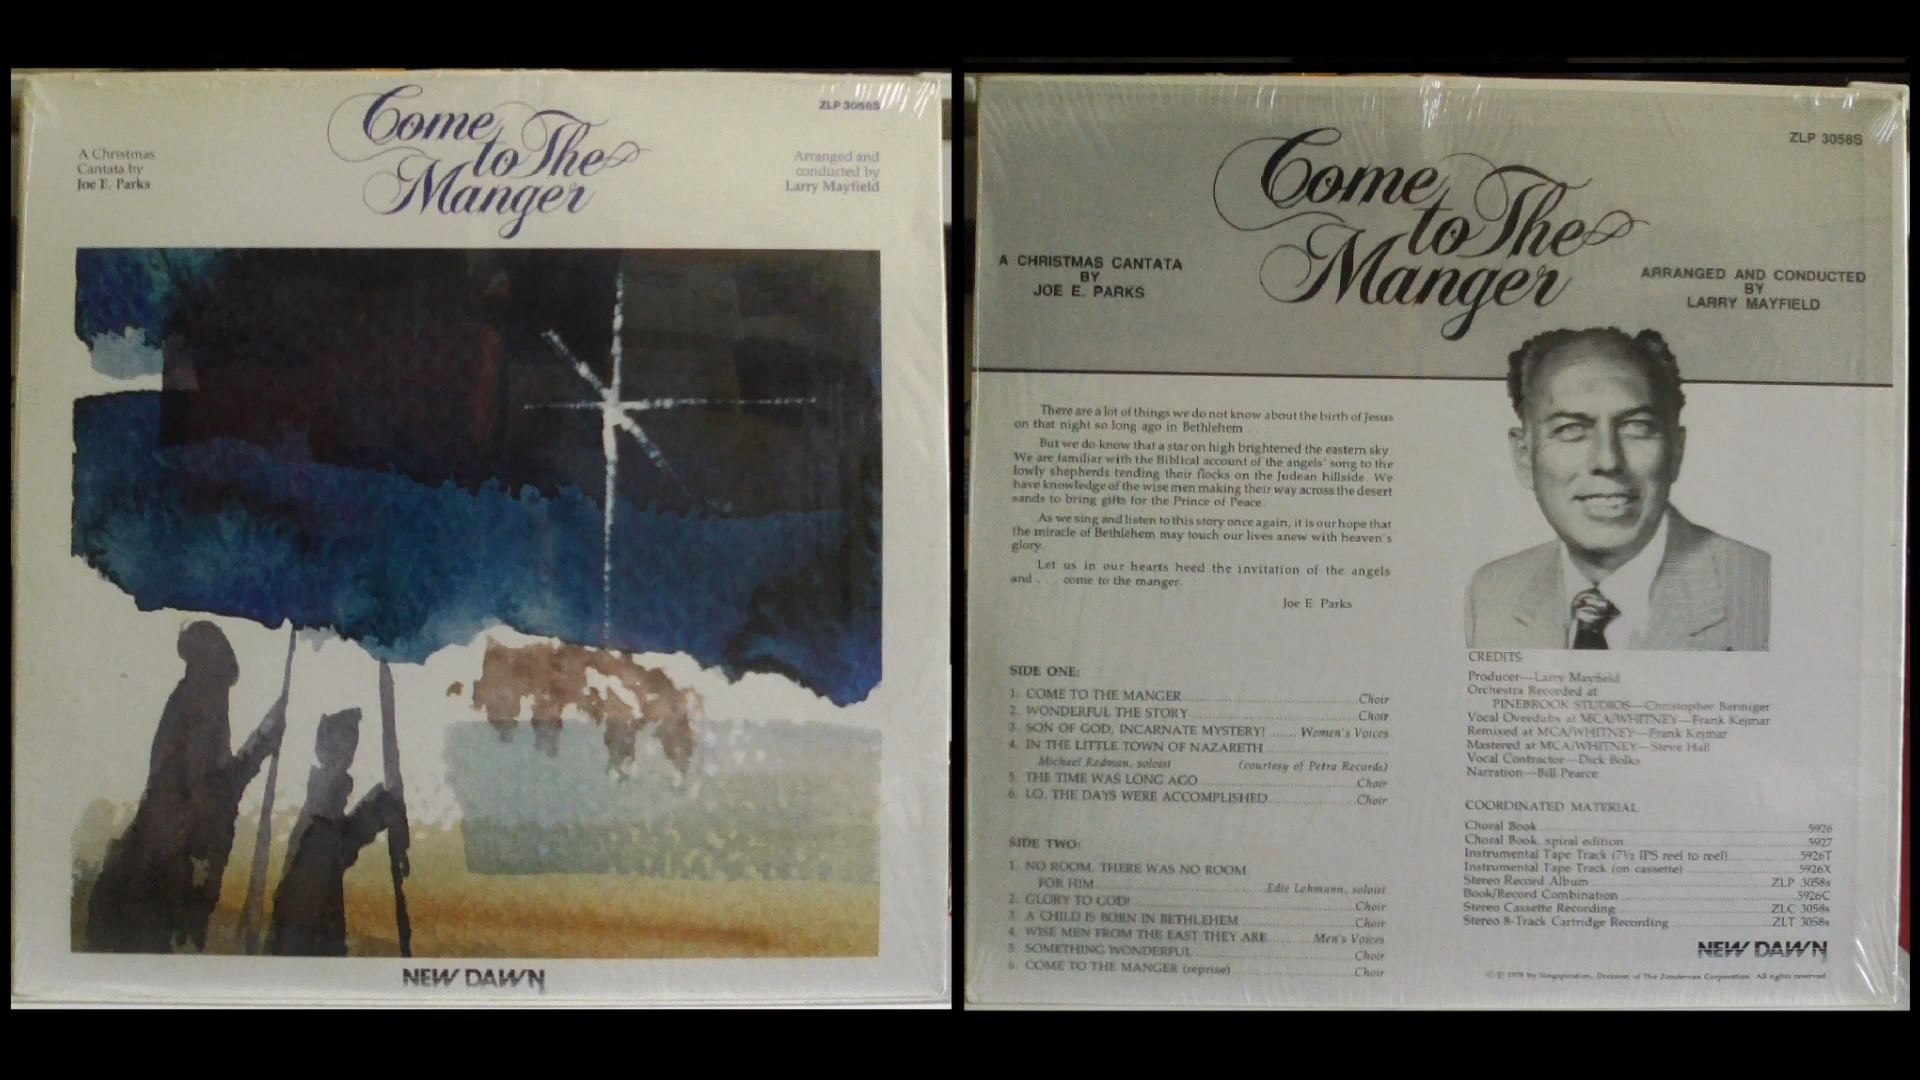 Come
to The
Manger
ZLP 3058S
A Christmas
Cantata by
Joe E. Parks
Arranged and
conducted by
Larry Mayfield
NEW DAWN
ZLP 3058S
Come
to The
Manger
A CHRISTMAS CANTATA
BY
JOE E. PARKS
ARRANGED AND CONDUCTED
BY
LARRY MAYFIELD
There are a lot of things we do not know about the birth of Jesus
on that night so long ago in Bethlehem . . .
But we do know that a star on high brightened the eastern sky.
We are familiar with the Biblical account of the angels' song to the
lowly shepherds tending their flocks on the Judean hillside. We
have knowledge of the wise men making their way across the desert
sands to bring gifts for the Prince of Peace.
As we sing and listen to this story once again, it is our hope that
the miracle of Bethlehem may touch our lives anew with heaven's
glory.
Let us in our hearts heed the invitation of the angels
and . . . come to the manger.
Joe E. Parks
SIDE ONE:
1. COME TO THE MANGER Choir
2. WONDERFUL THE STORY Choir
3. SON OF GOD, INCARNATE MYSTERY! Women's Voices
4. IN THE LITTLE TOWN OF NAZARETH
Michael Redman, soloist (courtesy of Petra Records)
5. THE TIME WAS LONG AGO Choir
6. LO, THE DAYS WERE ACCOMPLISHED Choir
SIDE TWO:
1. NO ROOM, THERE WAS NO ROOM
FOR HIM Edie Lehmann, soloist
2. GLORY TO GOD! Choir
3. A CHILD IS BORN IN BETHLEHEM Choir
4. WISE MEN FROM THE EAST THEY ARE Men's Voices
5. SOMETHING WONDERFUL Choir
6. COME TO THE MANGER (reprise) Choir
CREDITS
Producer—Larry Mayfield
Orchestra Recorded at
PINEBROOK STUDIOS—Christopher Banniger
Vocal Overdubs at MCA/WHITNEY—Frank Kejmar
Remixed at MCA/WHITNEY—Frank Kejmar
Mastered at MCA/WHITNEY—Steve Hall
Vocal Contractor—Dick Bolks
Narration—Bill Pearce
COORDINATED MATERIAL
Choral Book 5926
Choral Book, spiral edition 5927
Instrumental Tape Track (7½ IPS reel to reel) 5926T
Instrumental Tape Track (on cassette) 5926X
Stereo Record Album ZLP 3058s
Book/Record Combination 5926C
Stereo Cassette Recording ZLC 3058s
Stereo 8-Track Cartridge Recording ZLT 3058s
NEW DAWN
by Singspiration, Division of The Zondervan Corporation. All rights reserved.